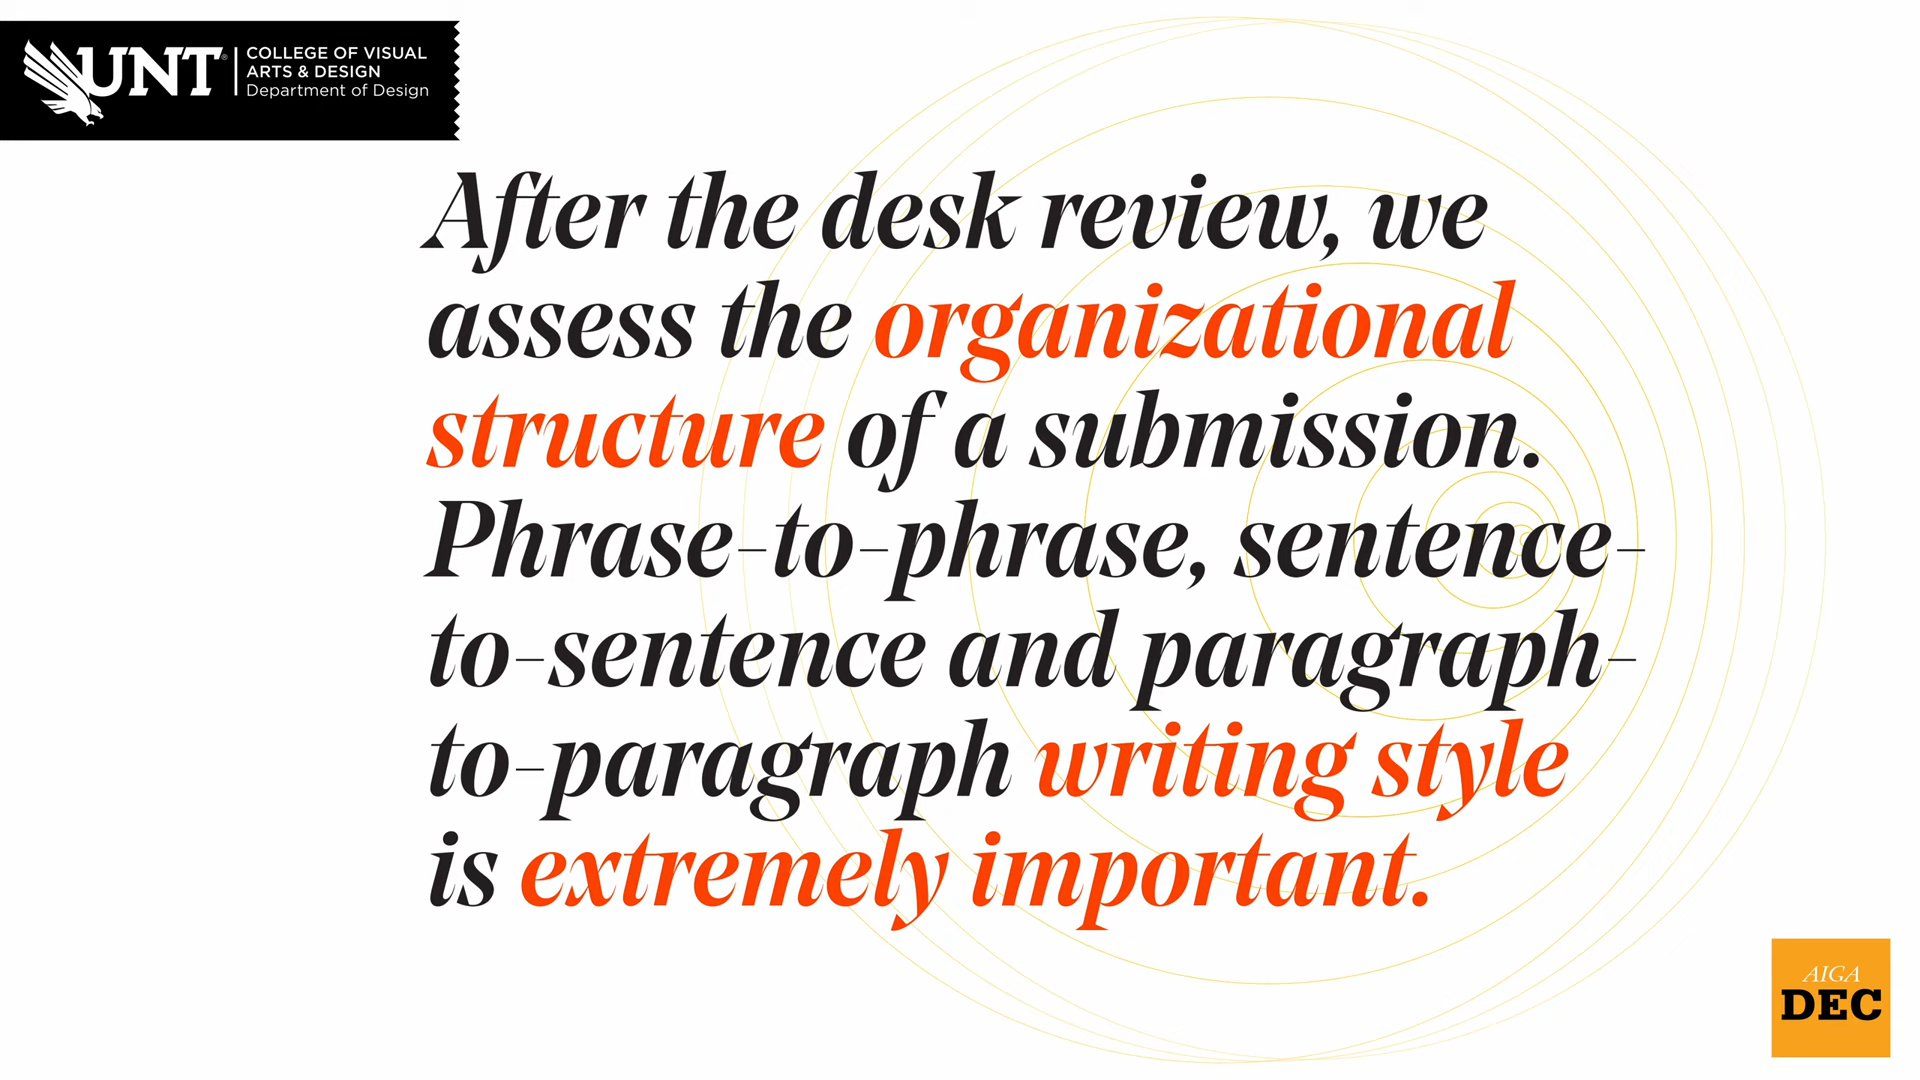 UNT®
COLLEGE OF VISUAL
ARTS & DESIGN
Department of Design
After the desk review, we
assess the organizational
structure of a submission.
Phrase-to-phrase, sentence-
to-sentence and paragraph-
to-paragraph writing style
is extremely important.
AIGA
DEC